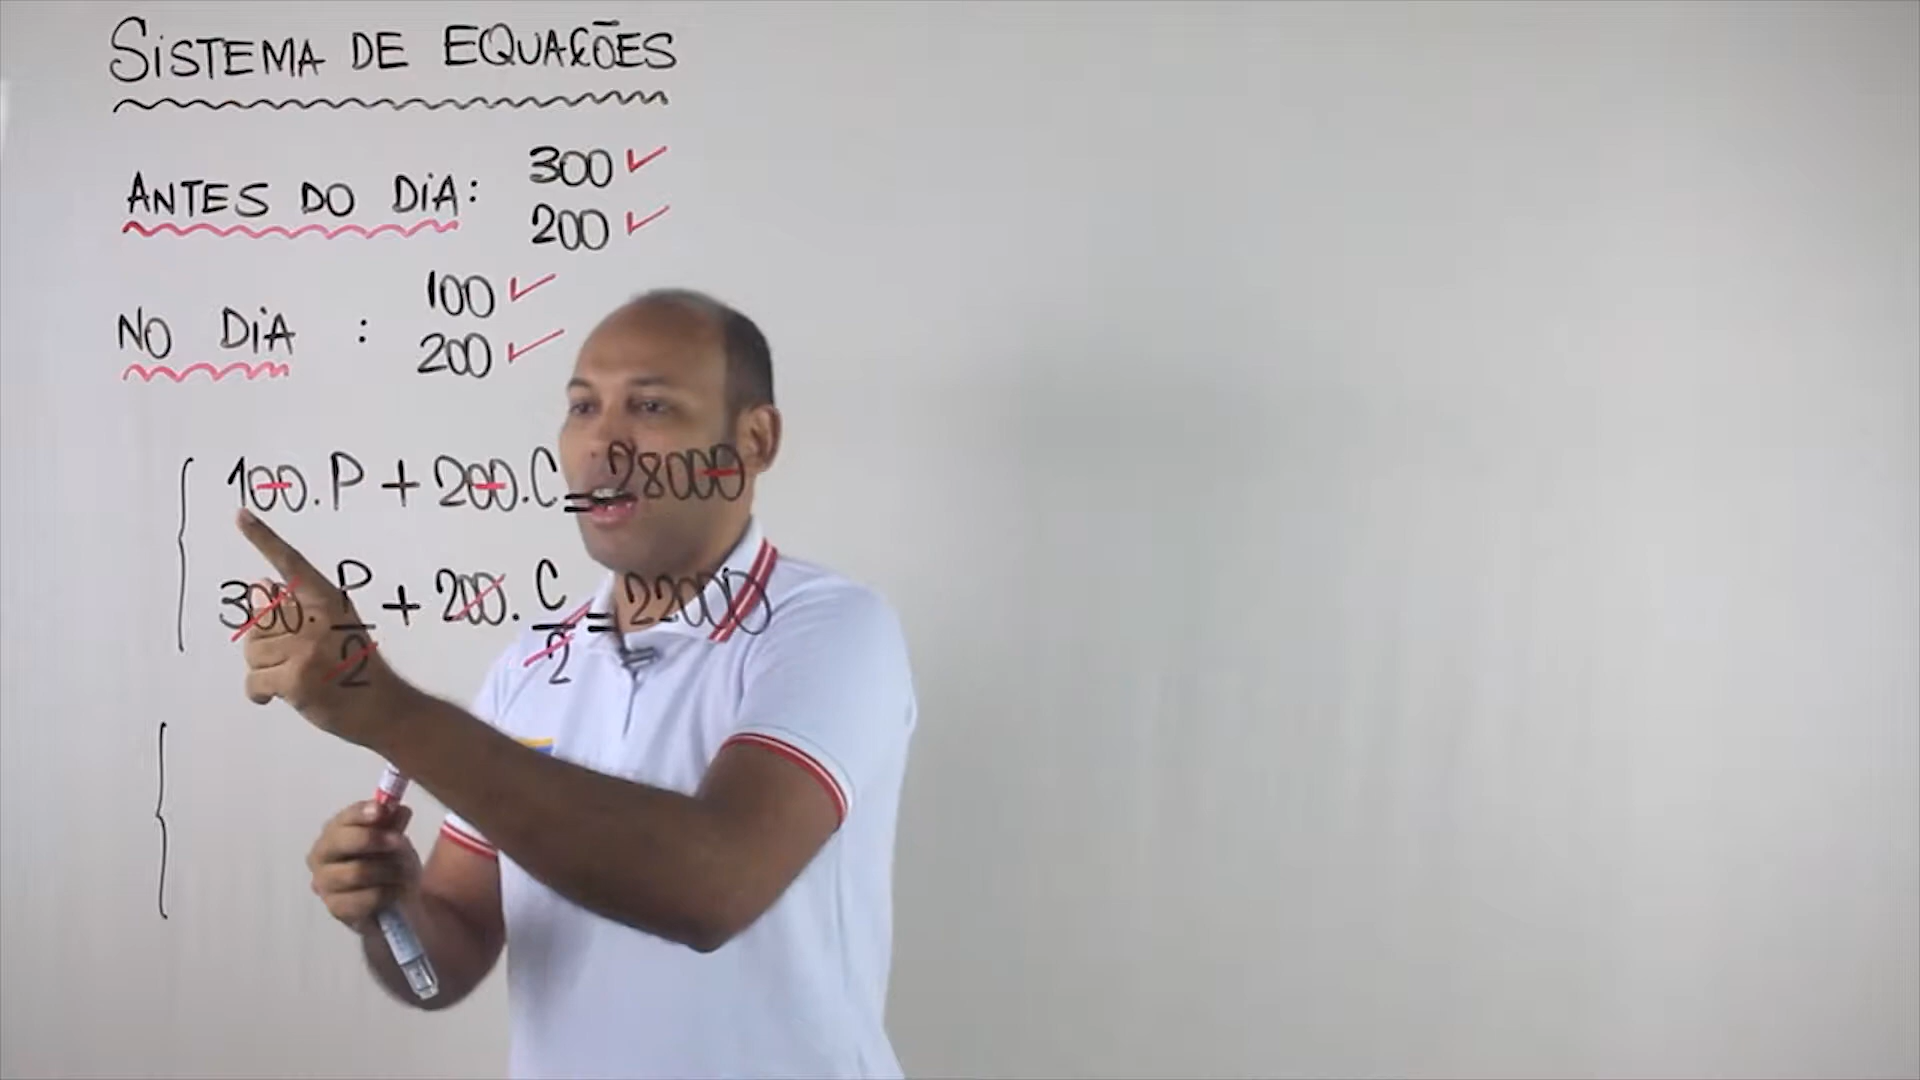 SISTEMA DE EQUAÇÕES
ANTES DO DIA: 300
200
NO DIA : 100
200
100.P + 200.C = 28000
300. P/2 + 200. C/2 = 22000